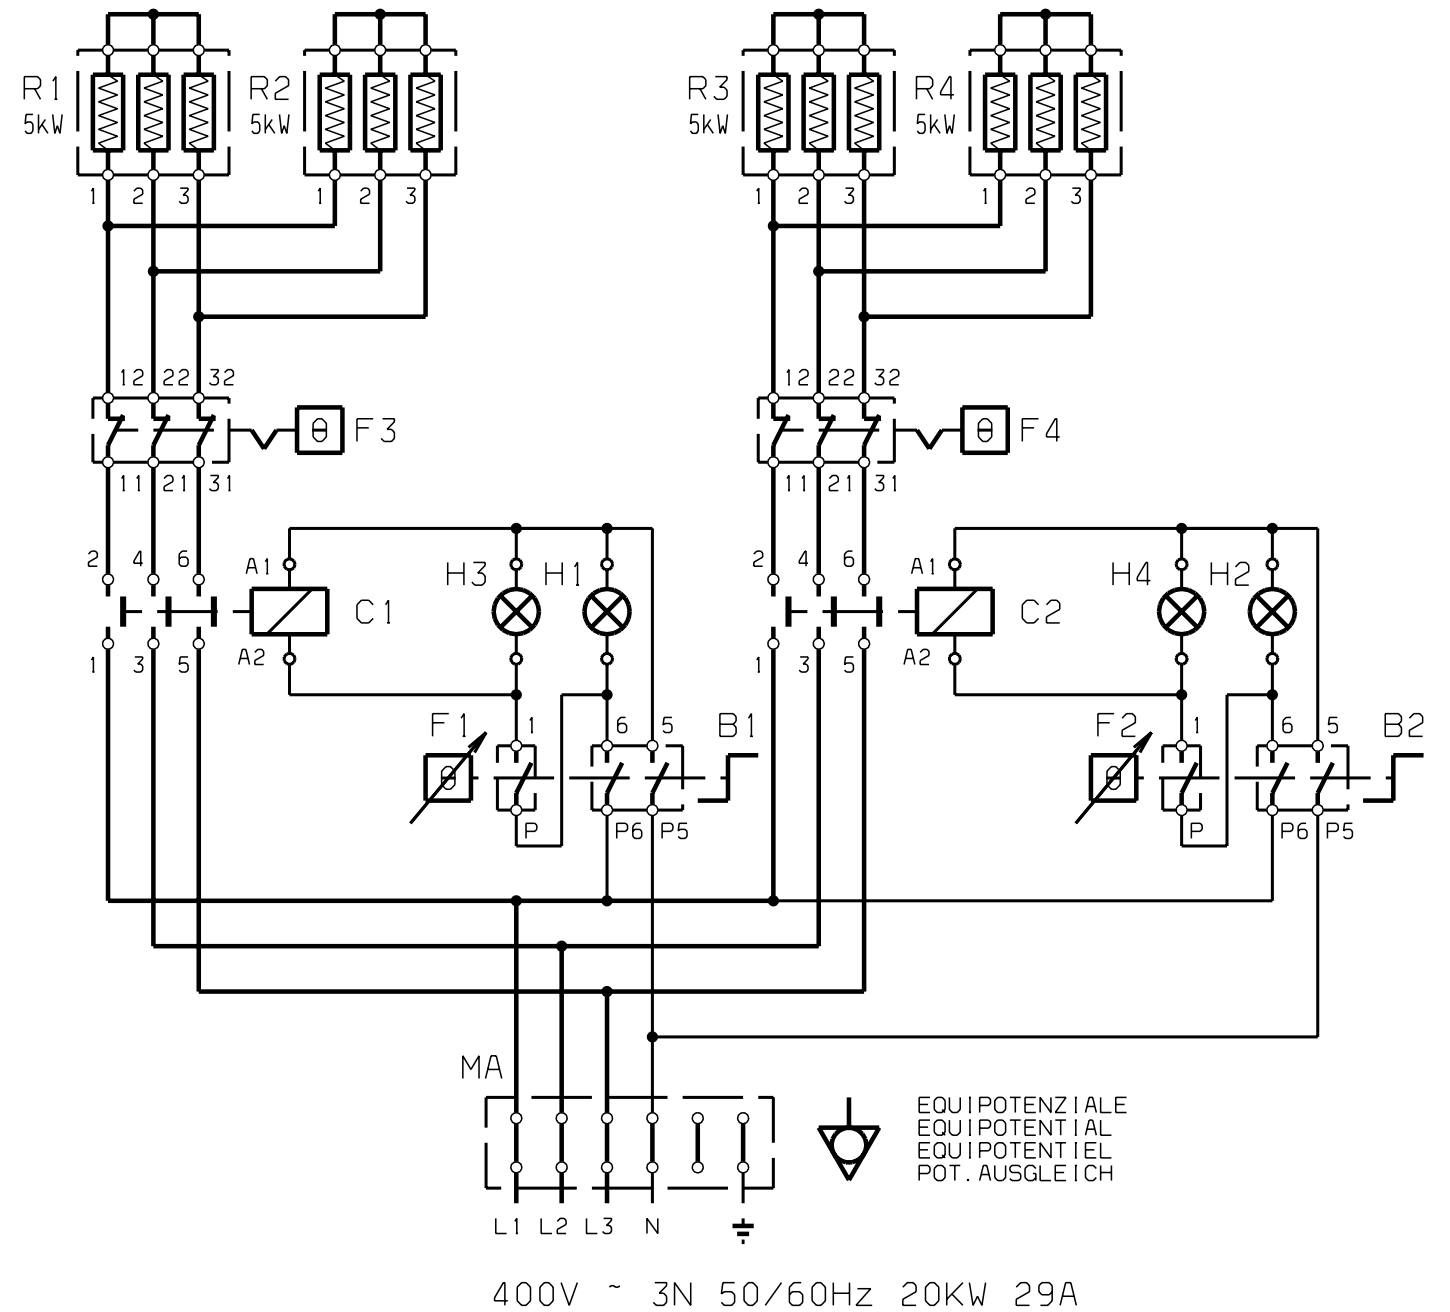 R1 R2 R3 R4
5kW 5kW 5kW 5kW
1 2 3 1 2 3 1 2 3 1 2 3
12 22 32 12 22 32
θ F3 θ F4
11 21 31 11 21 31
2 4 6 A1 H3 H1 2 4 6 A1 H4 H2
C1 C2
1 3 5 A2 1 3 5 A2
F1 1 6 5 B1 F2 1 6 5 B2
θ θ
P P6 P5 P P6 P5
MA
EQUIPOTENZIALE
EQUIPOTENTIAL
EQUIPOTENTIEL
POT.AUSGLEICH
L1 L2 L3 N
400V ~ 3N 50/60Hz 20KW 29A